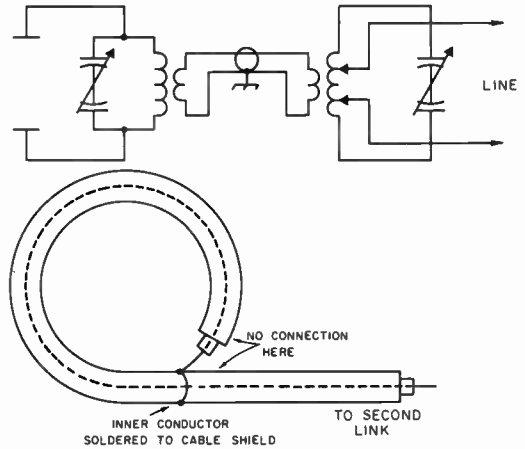 LINE
NO CONNECTION
HERE
INNER CONDUCTOR
SOLDERED TO CABLE SHIELD
TO SECOND
LINK